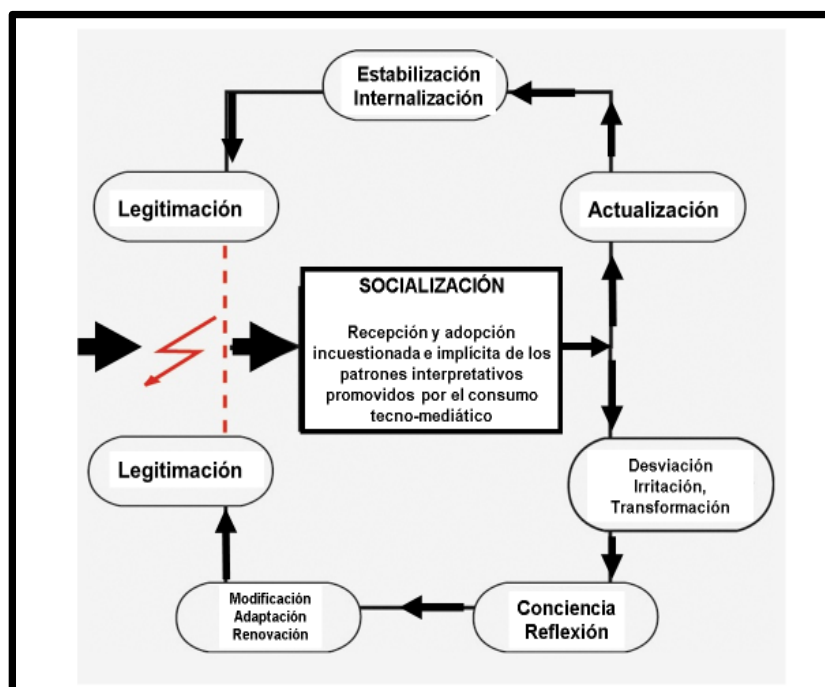 Estabilización
Internalización
Legitimación
Actualización
SOCIALIZACIÓN
Recepción y adopción
incuestionada e implícita de los
patrones interpretativos
promovidos por el consumo
tecno-mediático
Legitimación
Desviación
Irritación,
Transformación
Modificación
Adaptación
Renovación
Conciencia
Reflexión